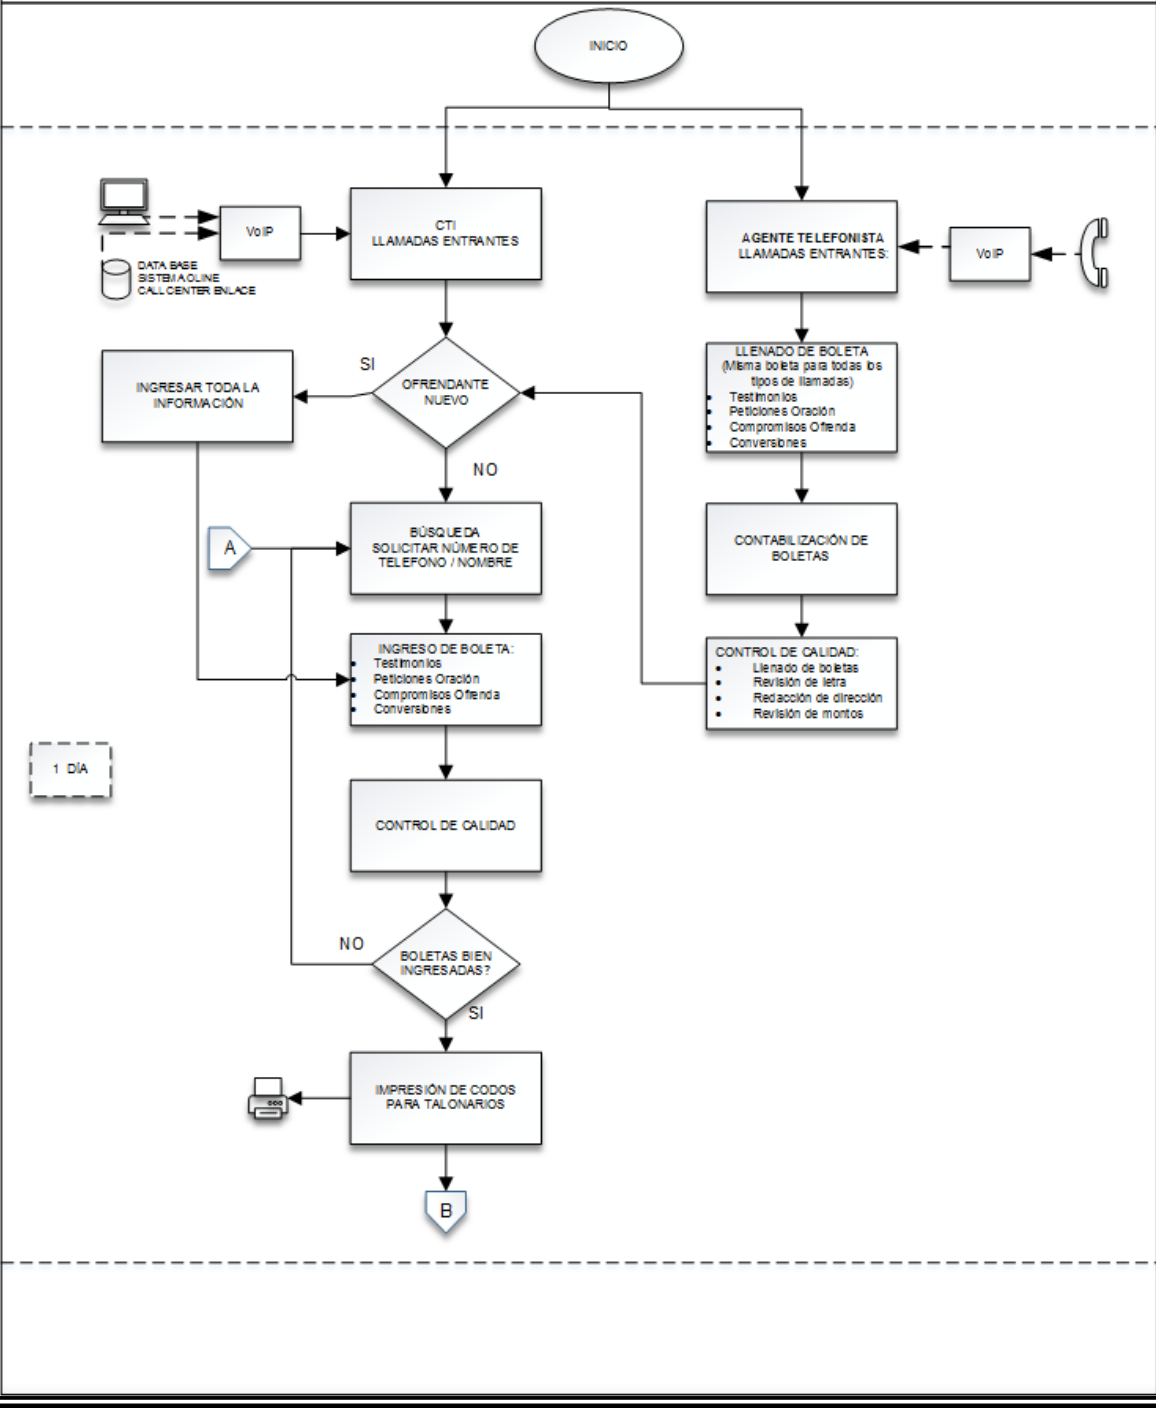 INICIO
VoIP
CTI
LLAMADAS ENTRANTES
DATA BASE
SISTEMA OLINE
CALL CENTER ENLACE
AGENTE TELEFONISTA
LLAMADAS ENTRANTES:
VoIP
LLENADO DE BOLETA
(Misma boleta para todas los
tipos de llamadas)
• Testimonios
• Peticiones Oración
• Compromisos Ofrenda
• Conversiones
SI
OFRENDANTE
NUEVO
INGRESAR TODA LA
INFORMACIÓN
NO
A
BÚSQUEDA
SOLICITAR NÚMERO DE
TELEFONO / NOMBRE
CONTABILIZACIÓN DE
BOLETAS
INGRESO DE BOLETA:
• Testimonios
• Peticiones Oración
• Compromisos Ofrenda
• Conversiones
CONTROL DE CALIDAD:
• Llenado de boletas
• Revisión de letra
• Redacción de dirección
• Revisión de montos
1 DÍA
CONTROL DE CALIDAD
NO
BOLETAS BIEN
INGRESADAS?
SI
IMPRESIÓN DE CODOS
PARA TALONARIOS
B